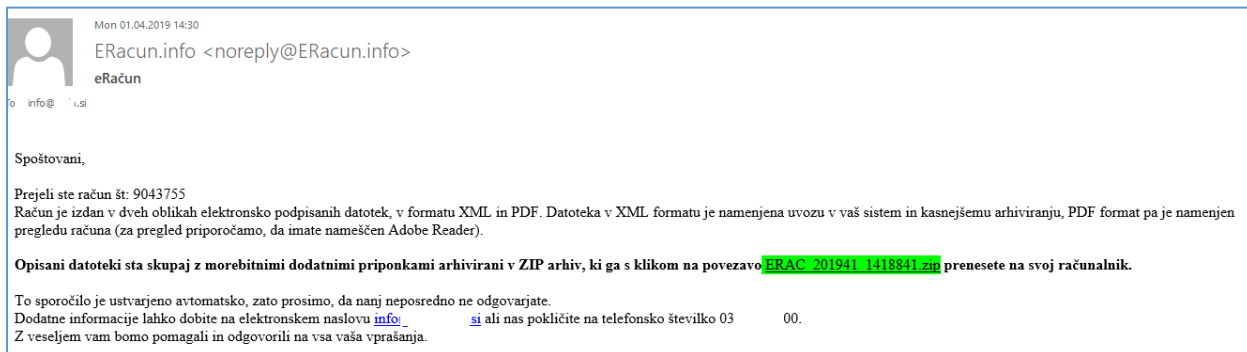 Mon 01.04.2019 14:30
ERacun.info <noreply@ERacun.info>
eRačun
To info@ .si
Spoštovani,
Prejeli ste račun št: 9043755
Račun je izdan v dveh oblikah elektronsko podpisanih datotek, v formatu XML in PDF. Datoteka v XML formatu je namenjena uvozu v vaš sistem in kasnejšemu arhiviranju, PDF format pa je namenjen
pregledu računa (za pregled priporočamo, da imate nameščen Adobe Reader).
Opisani datoteki sta skupaj z morebitnimi dodatnimi priponkami arhivirani v ZIP arhiv, ki ga s klikom na povezavo ERAC_201941_1418841.zip prenesete na svoj računalnik.
To sporočilo je ustvarjeno avtomatsko, zato prosimo, da nanj neposredno ne odgovarjate.
Dodatne informacije lahko dobite na elektronskem naslovu info si ali nas pokličite na telefonsko številko 03 00.
Z veseljem vam bomo pomagali in odgovorili na vsa vaša vprašanja.